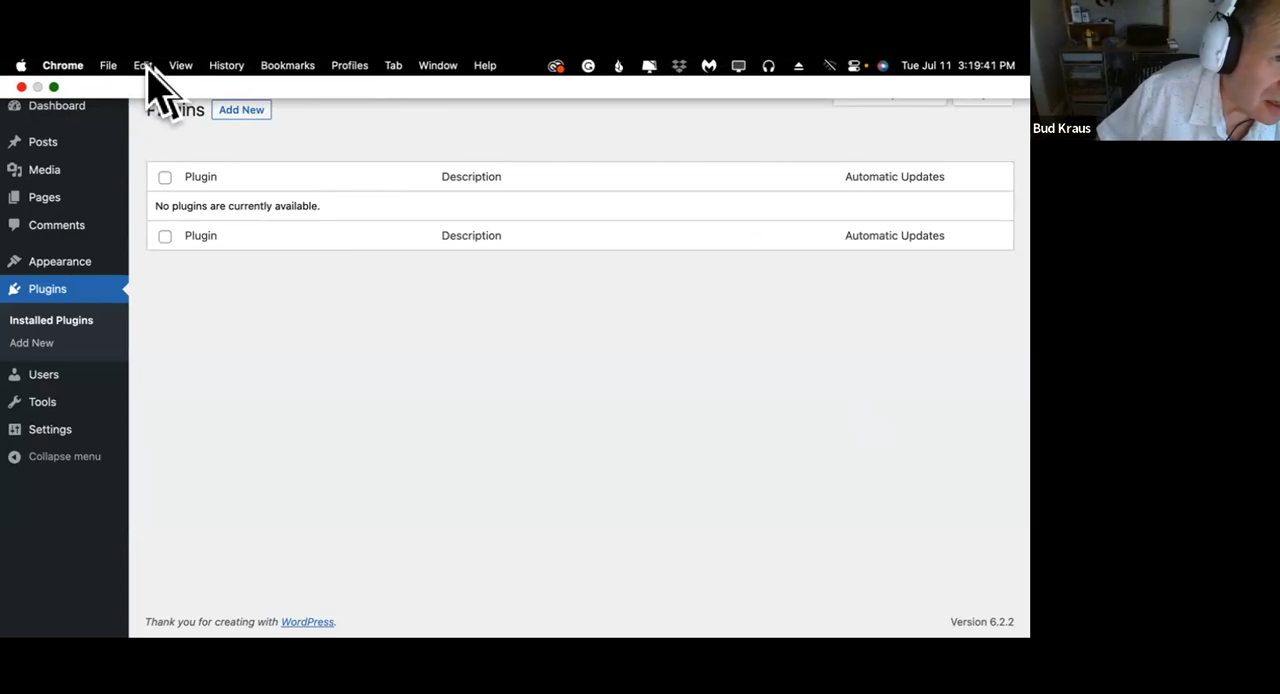 Chrome File Edit View History Bookmarks Profiles Tab Window Help Tue Jul 11 3:19:41 PM
Dashboard
Plugins Add New
Posts
Media
Pages
Comments
Appearance
Plugins
Installed Plugins
Add New
Users
Tools
Settings
Collapse menu
Plugin Description Automatic Updates
No plugins are currently available.
Plugin Description Automatic Updates
Thank you for creating with WordPress. Version 6.2.2
Bud Kraus